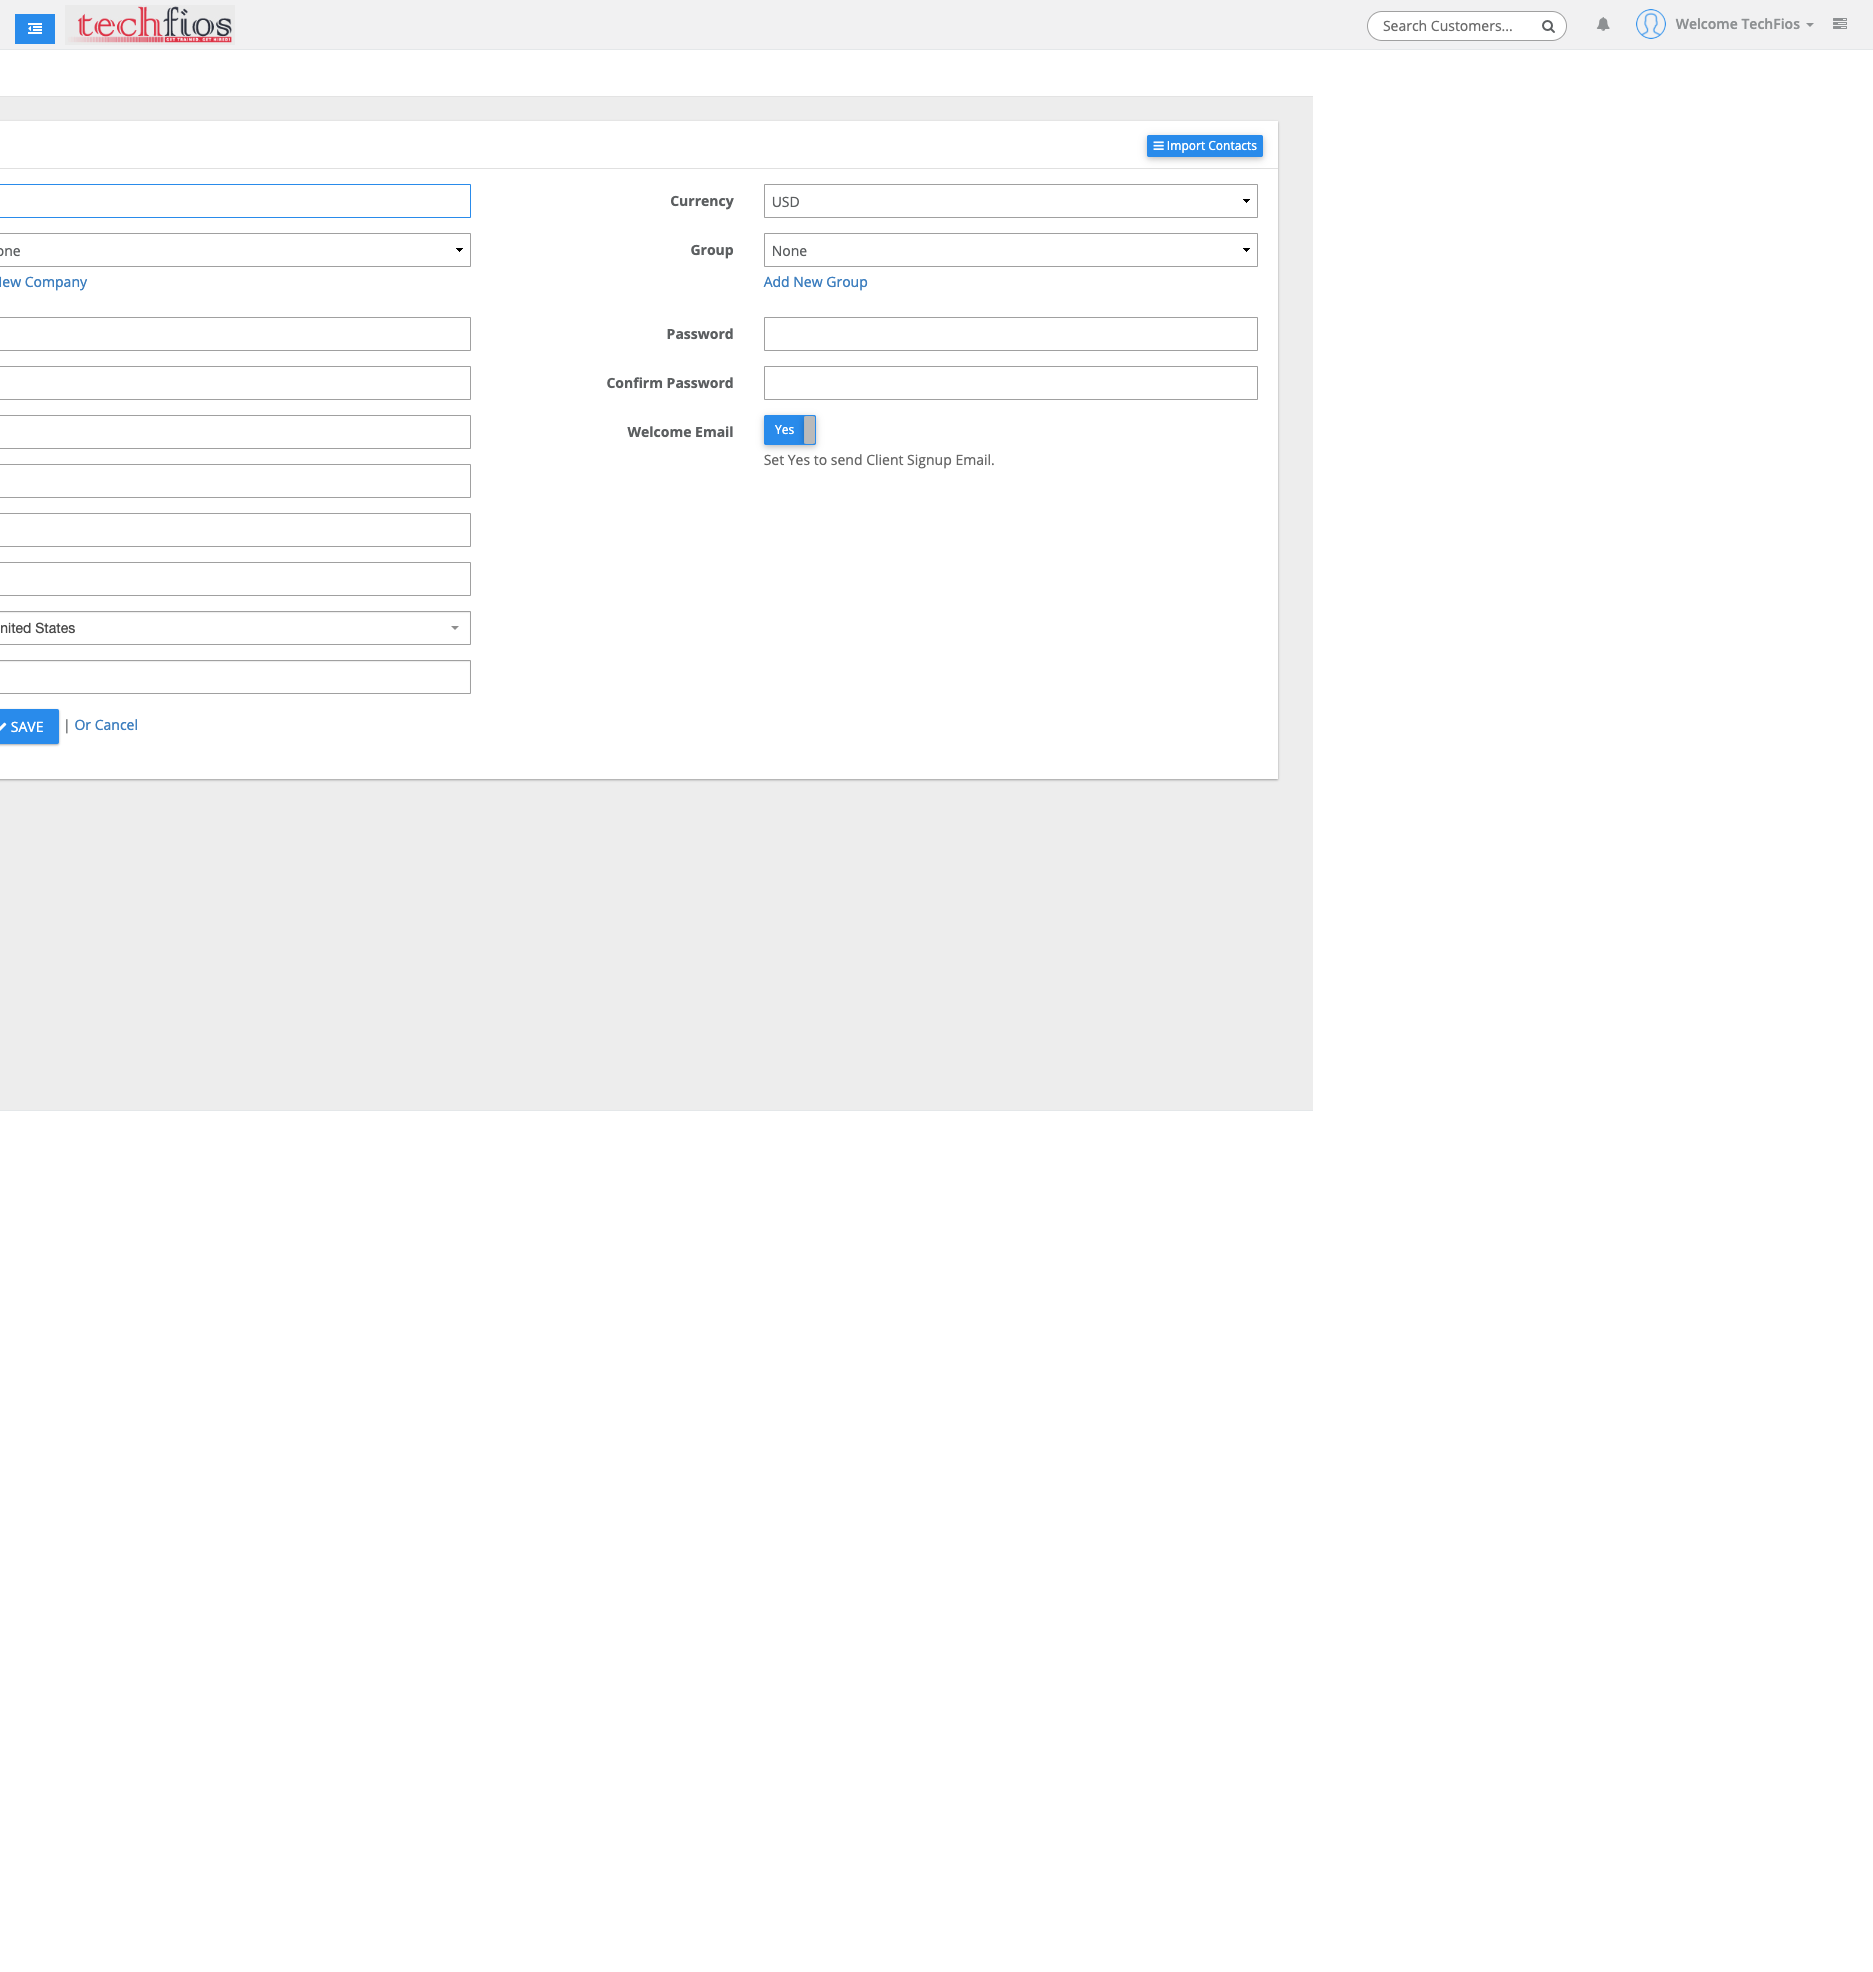 techfios
Search Customers...
Welcome TechFios
Import Contacts
Currency
USD
one
Group
None
New Company
Add New Group
Password
Confirm Password
Welcome Email
Yes
Set Yes to send Client Signup Email.
nited States
SAVE | Or Cancel